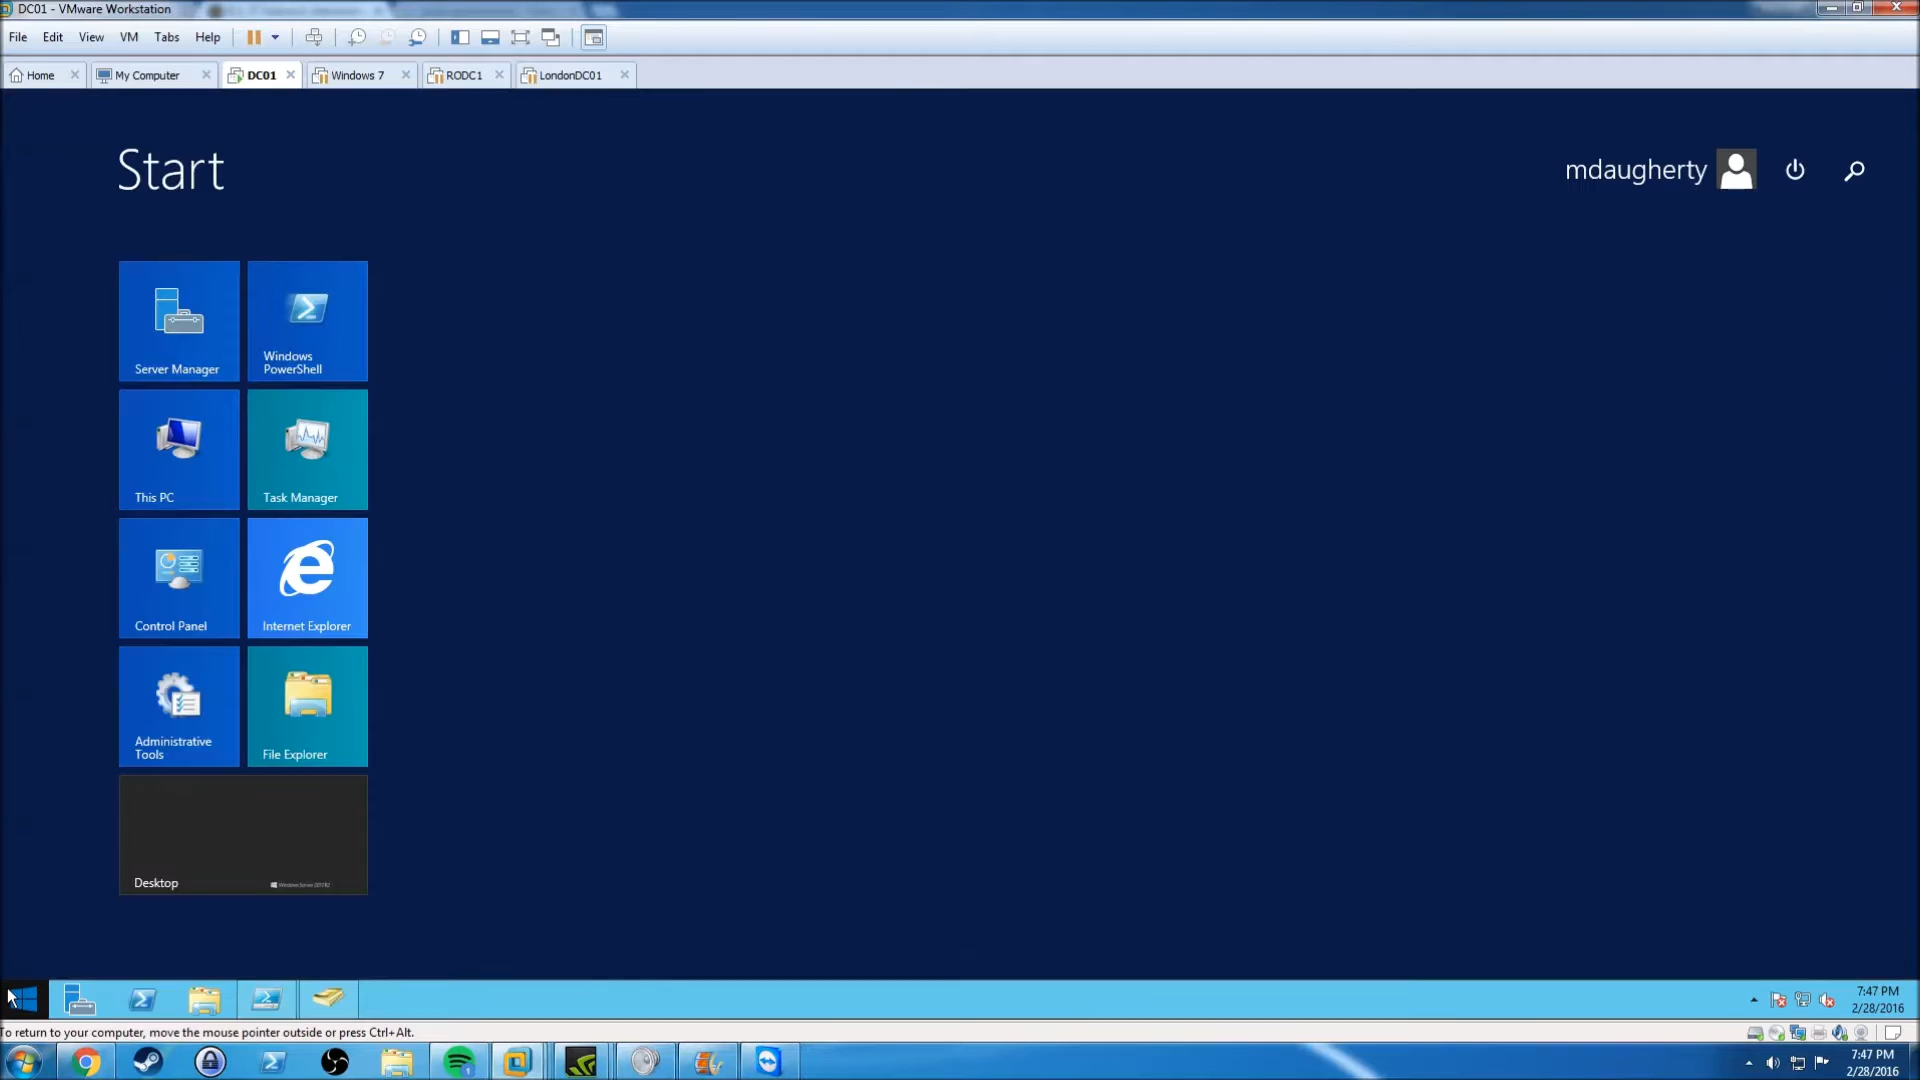 DC01 - VMware Workstation
File Edit View VM Tabs Help
Home My Computer DC01 Windows 7 RODC1 LondonDC01
Start
mdaugherty
Server Manager
Windows
PowerShell
This PC
Task Manager
Control Panel
Internet Explorer
Administrative
Tools
File Explorer
Desktop
7:47 PM
2/28/2016
To return to your computer, move the mouse pointer outside or press Ctrl+Alt.
7:47 PM
2/28/2016